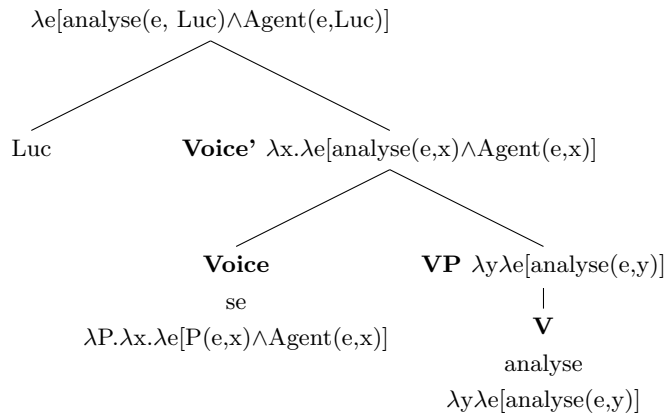 λe[analyse(e, Luc)∧Agent(e,Luc)]
Luc
Voice’ λx.λe[analyse(e,x)∧Agent(e,x)]
Voice
se
λP.λx.λe[P(e,x)∧Agent(e,x)]
VP λyλe[analyse(e,y)]
V
analyse
λyλe[analyse(e,y)]